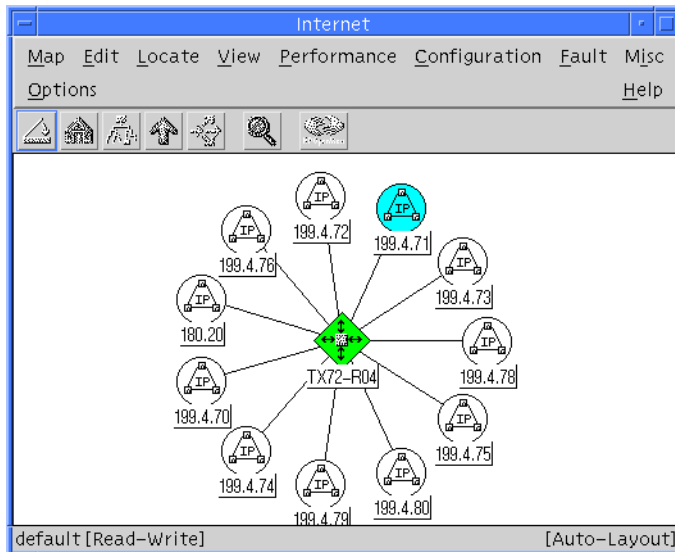 Internet
Map Edit Locate View Performance Configuration Fault Misc
Options Help
IP
199.4.72
IP
199.4.71
IP
199.4.76
IP
199.4.73
IP
180.20
TX72-R04
IP
199.4.78
IP
199.4.70
IP
199.4.75
IP
199.4.74
IP
199.4.79
IP
199.4.80
default [Read-Write] [Auto-Layout]